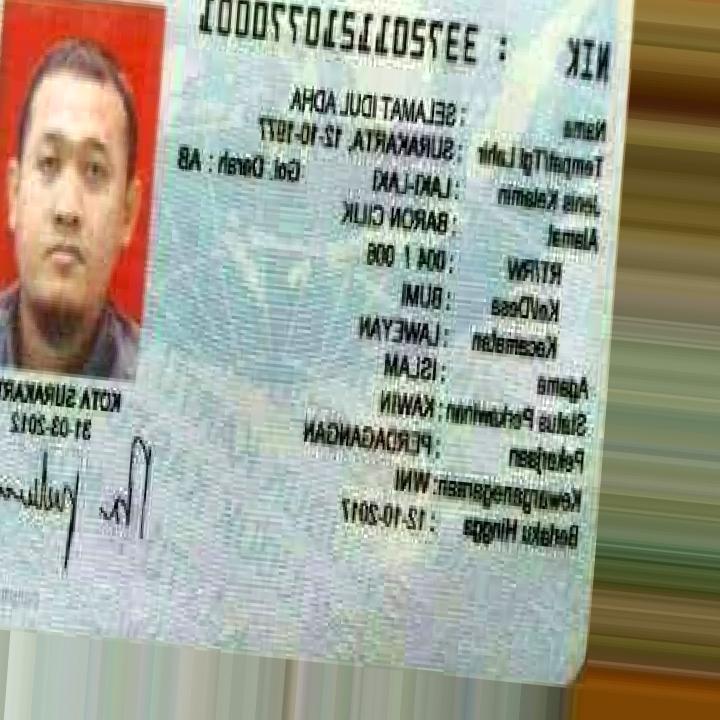 NIK : 3372011210770001
Nama : SELAMAT IDUL ADHA
Tempat/Tgl Lahir : SURAKARTA, 12-10-1977
Jenis Kelamin : LAKI-LAKI Gol. Darah : AB
Alamat : BARON CILIK
RT/RW : 004 / 006
Kel/Desa : BUMI
Kecamatan : LAWEYAN
Agama : ISLAM
Status Perkawinan : KAWIN
Pekerjaan : PERDAGANGAN
Kewarganegaraan : WNI
Berlaku Hingga : 12-10-2017
KOTA SURAKART
31-03-2012